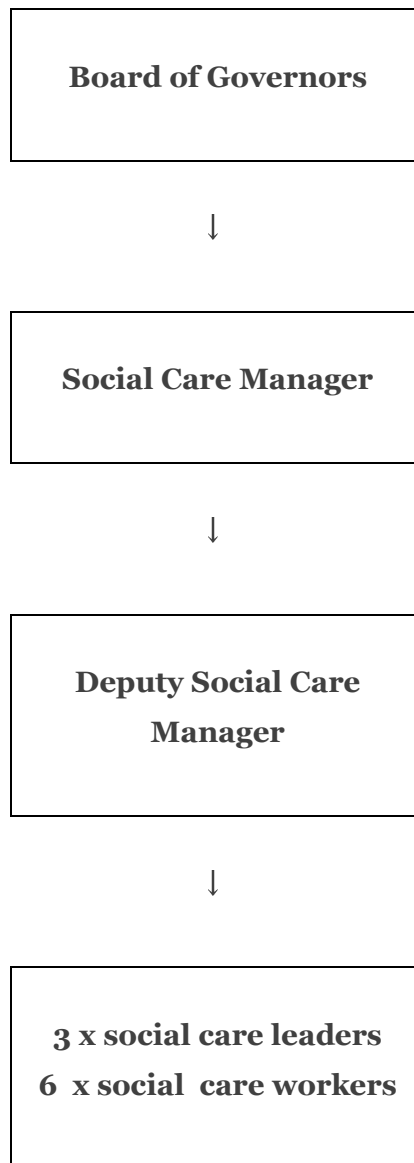 Board of Governors
↓
Social Care Manager
↓
Deputy Social Care
Manager
↓
3 x social care leaders
6 x social care workers